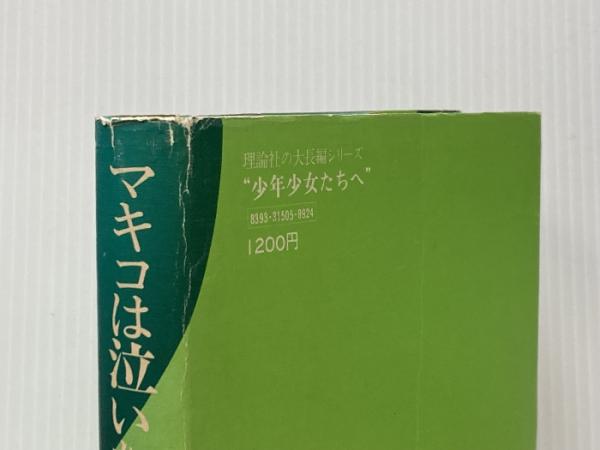 理論社の大長編シリーズ
“少年少女たちへ”
8393-31505-8924
1200円
マキコは泣い